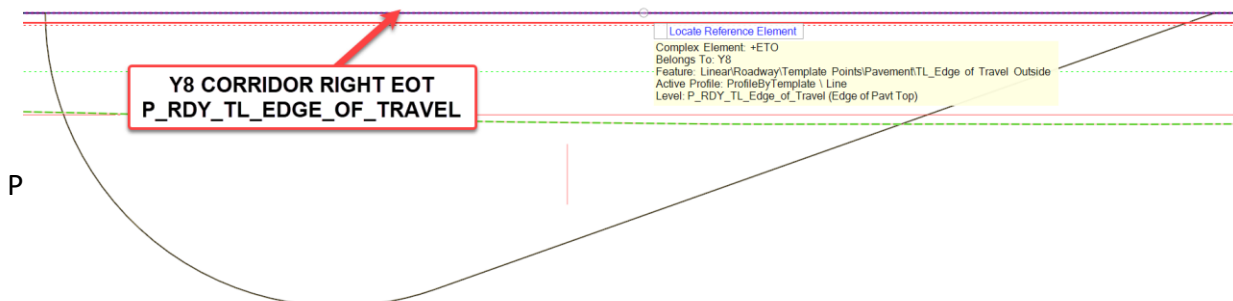 Locate Reference Element
Complex Element: +ETO
Belongs To: Y8
Feature: Linear\Roadway\Template Points\Pavement\TL_Edge of Travel Outside
Active Profile: ProfileByTemplate \ Line
Level: P_RDY_TL_Edge_of_Travel (Edge of Pavt Top)
Y8 CORRIDOR RIGHT EOT
P_RDY_TL_EDGE_OF_TRAVEL
P